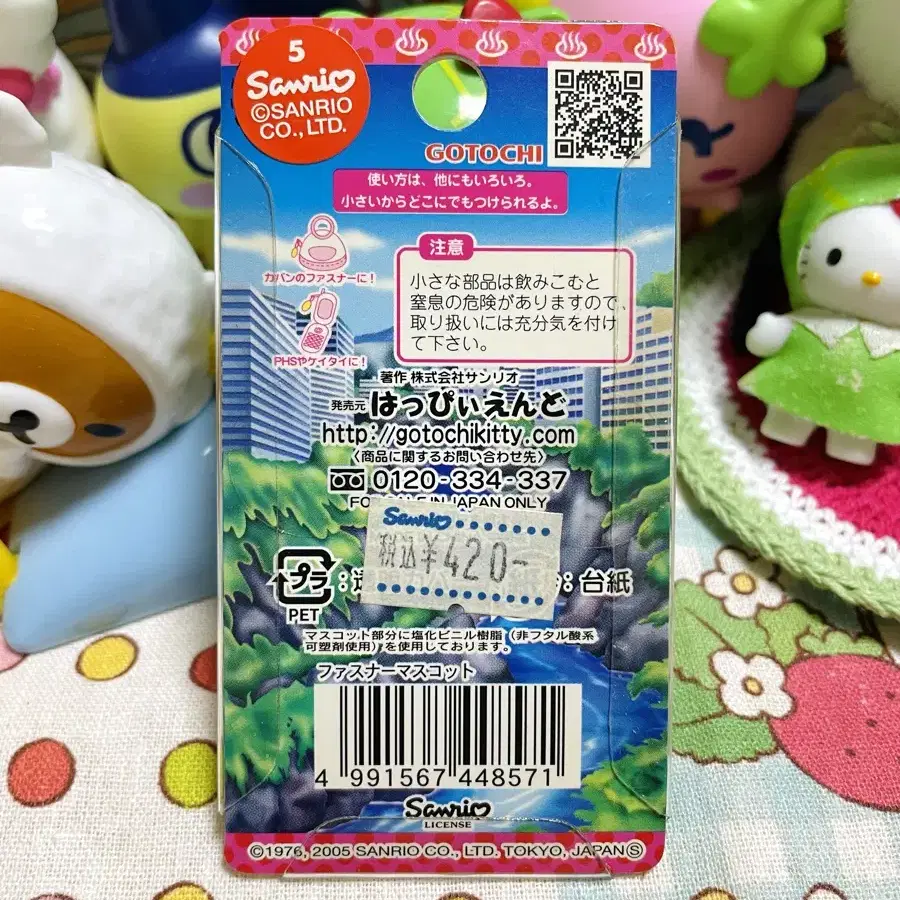 5
Sanrio
©SANRIO
CO., LTD.
GOTOCHI
使い方は、他にもいろいろ。
小さいからどこにでもつけられるよ。
カバンのファスナーに!
PHSやケイタイに!
注意
小さな部品は飲みこむと
窒息の危険がありますので、
取り扱いには充分気を付け
て下さい。
著作 株式会社サンリオ
発売元 はっぴぃえんど
http://gotochikitty.com
〈商品に関するお問い合わせ先〉
0120-334-337
IN JAPAN ONLY
Sanrio
税込¥420-
プラ
PET
:台紙
マスコット部分に塩化ビニル樹脂(非フタル酸系
可塑剤使用)を使用しております。
ファスナーマスコット
4 991567 448571
Sanrio
LICENSE
©1976, 2005 SANRIO CO., LTD. TOKYO, JAPAN Ⓢ